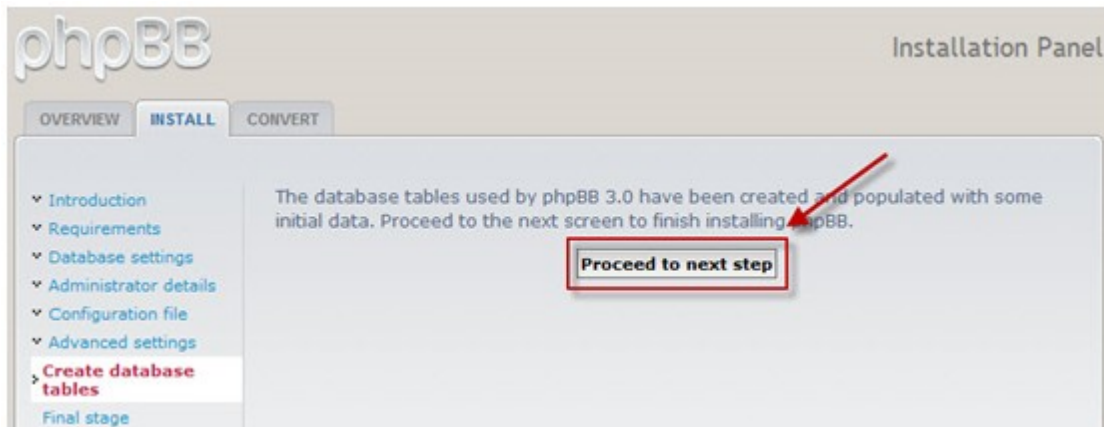 phpBB
Installation Panel
OVERVIEW INSTALL CONVERT
Introduction
Requirements
Database settings
Administrator details
Configuration file
Advanced settings
Create database
tables
Final stage
The database tables used by phpBB 3.0 have been created and populated with some
initial data. Proceed to the next screen to finish installing phpBB.
Proceed to next step